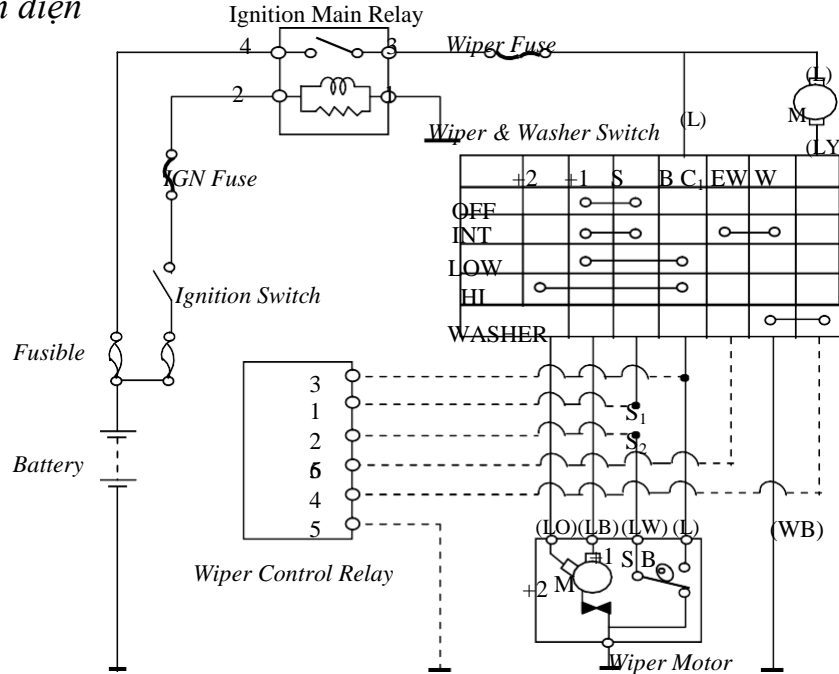 n diện
Ignition Main Relay
4 3 Wiper Fuse
2 1
(L)
M
Wiper & Washer Switch (L)
(LY
IGN Fuse
+2 +1 S B C1 EW W
OFF
INT
LOW
HI
WASHER
Ignition Switch
Fusible
3
1 S1
2 S2
Battery
4
5
(LO)(LB)(LW)(L) (WB)
Wiper Control Relay
+1 S B
+2 M
Wiper Motor